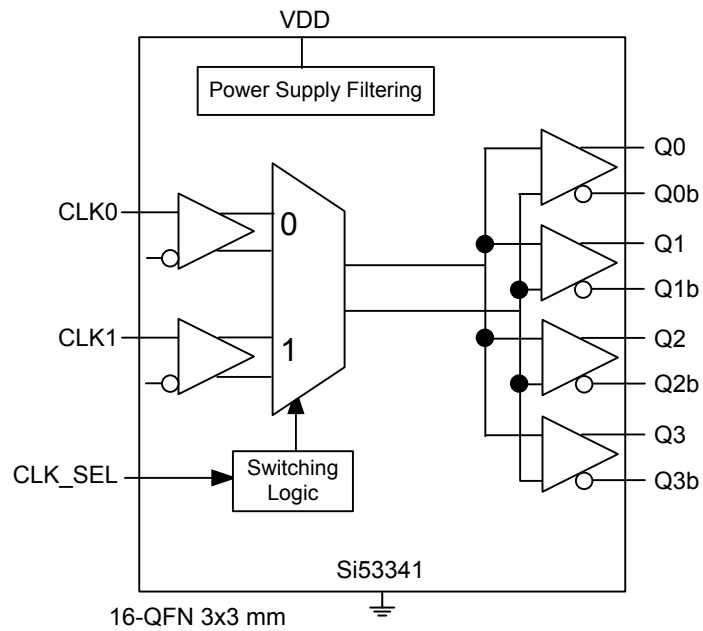 VDD
Power Supply Filtering
Q0
CLK0
0
Q0b
Q1
Q1b
CLK1
1
Q2
Q2b
Q3
CLK_SEL
Switching
Logic
Q3b
Si53341
16-QFN 3x3 mm